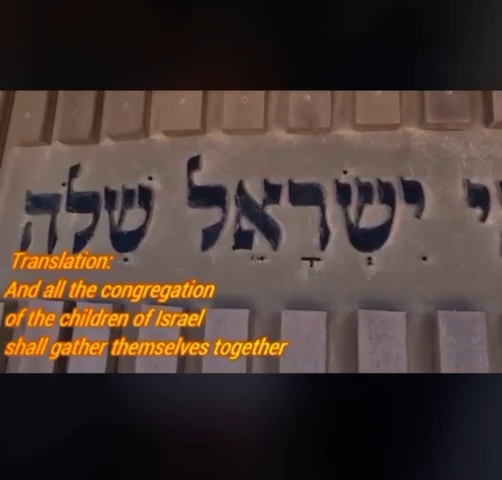 ישראל שלה
Translation:
And all the congregation
of the children of Israel
shall gather themselves together